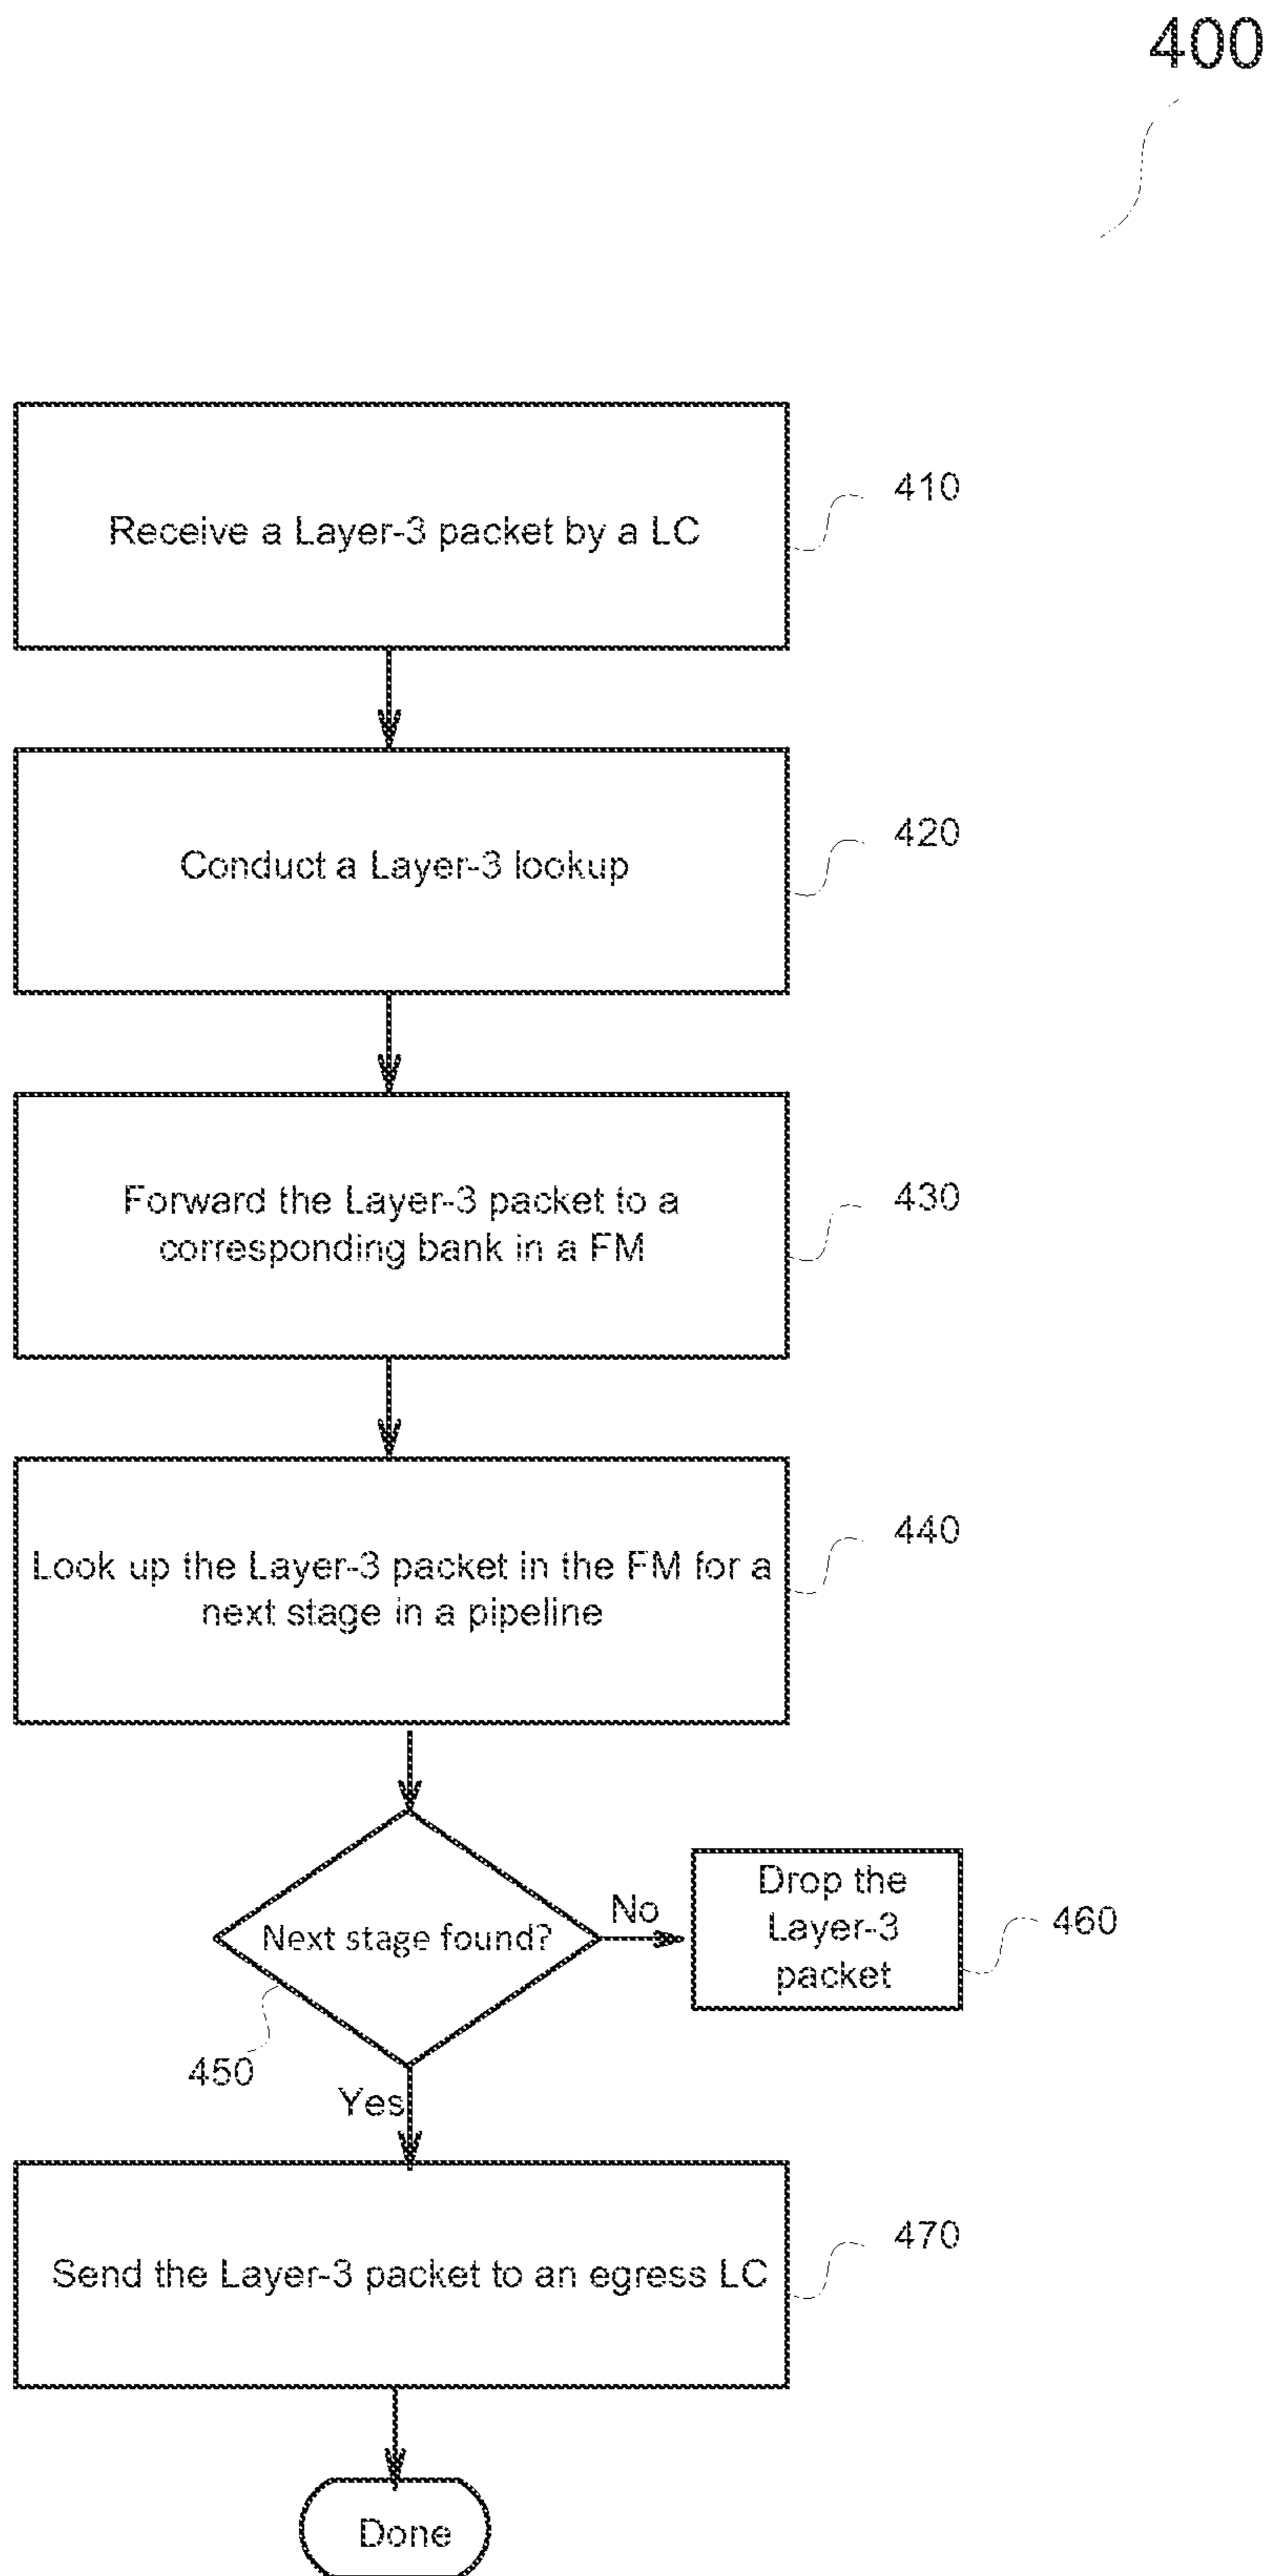 400
Receive a Layer-3 packet by a LC
410
Conduct a Layer-3 lookup
420
Forward the Layer-3 packet to a
corresponding bank in a FM
430
Look up the Layer-3 packet in the FM for a
next stage in a pipeline
440
Next stage found?
450
No
Drop the
Layer-3
packet
460
Yes
Send the Layer-3 packet to an egress LC
470
Done